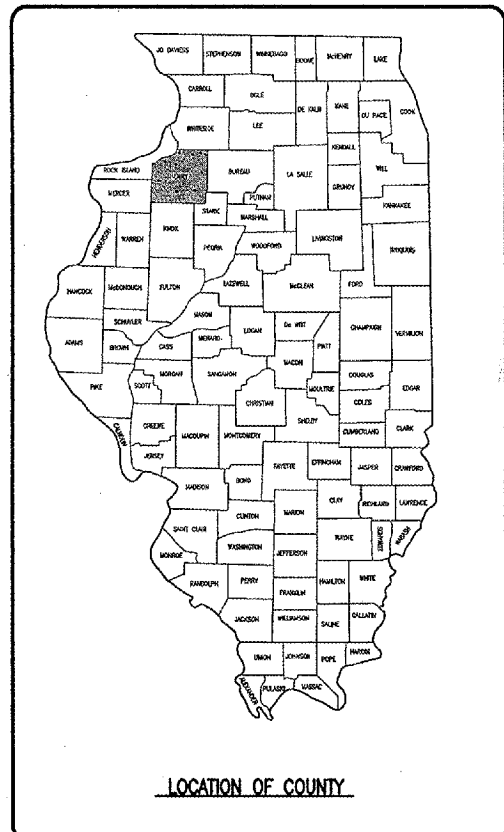 JO DAVIESS STEPHENSON WINNEBAGO BOONE McHENRY LAKE
CARROLL OGLE DE KALB KANE COOK
WHITESIDE LEE DU PAGE
KENDALL WILL
ROCK ISLAND BUREAU LA SALLE GRUNDY
MERCER PUTNAM KANKAKEE
HENDERSON WARREN KNOX STARK MARSHALL LIVINGSTON
PEORIA WOODFORD IROQUOIS
HANCOCK McDONOUGH FULTON TAZEWELL McCLEAN FORD
MASON
SCHUYLER LOGAN De WITT CHAMPAIGN VERMILION
ADAMS BROWN CASS MENARD PIATT
MACON
PIKE SCOTT MORGAN SANGAMON MOULTRIE DOUGLAS EDGAR
CHRISTIAN COLES
CALHOUN GREENE MACOUPIN MONTGOMERY SHELBY CUMBERLAND CLARK
JERSEY FAYETTE EFFINGHAM JASPER CRAWFORD
MADISON BOND
CLINTON MARION CLAY RICHLAND LAWRENCE
SAINT CLAIR WAYNE EDWARDS WABASH
MONROE WASHINGTON JEFFERSON
RANDOLPH PERRY HAMILTON WHITE
FRANKLIN
JACKSON WILLIAMSON SALINE GALLATIN
UNION JOHNSON POPE HARDIN
ALEXANDER PULASKI MASSAC
LOCATION OF COUNTY